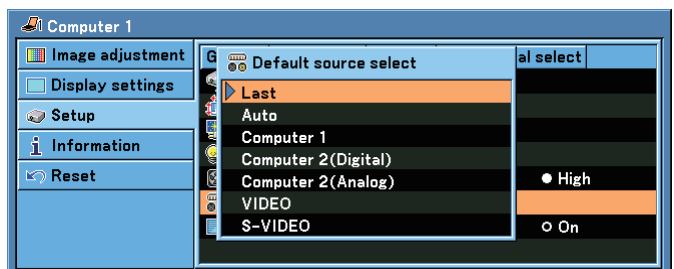 Computer 1
Image adjustment
Display settings
Setup
Information
Reset
G
al select
Default source select
Last
Auto
Computer 1
Computer 2(Digital)
Computer 2(Analog)
VIDEO
S-VIDEO
High
On